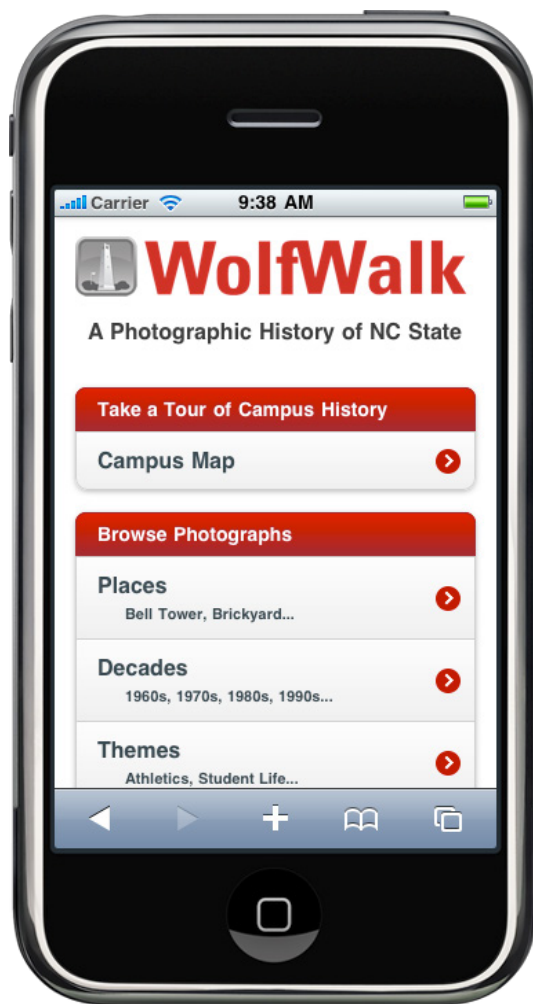 Carrier 9:38 AM
WolfWalk
A Photographic History of NC State
Take a Tour of Campus History
Campus Map
Browse Photographs
Places
Bell Tower, Brickyard...
Decades
1960s, 1970s, 1980s, 1990s...
Themes
Athletics, Student Life...